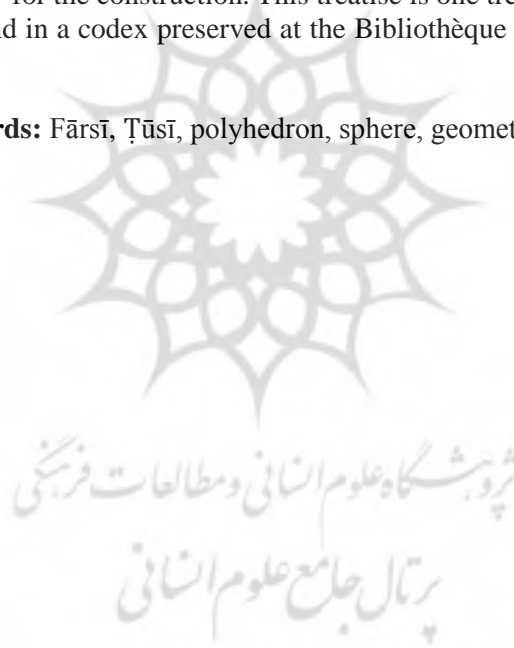 for the construction. This treatise is one tre
nd in a codex preserved at the Bibliothèque
rds: Fārsī, Ṭūsī, polyhedron, sphere, geomet
پژوهشگاه علوم انسانی و مطالعات فرهنگی
پرتال جامع علوم انسانی